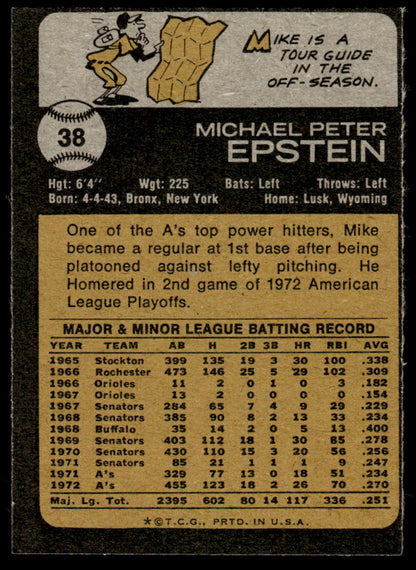 MIKE IS A
TOUR GUIDE
IN THE
OFF-SEASON.
38
MICHAEL PETER
EPSTEIN
Hgt: 6'4" Wgt: 225 Bats: Left Throws: Left
Born: 4-4-43, Bronx, New York Home: Lusk, Wyoming
One of the A's top power hitters, Mike
became a regular at 1st base after being
platooned against lefty pitching. He
Homered in 2nd game of 1972 American
League Playoffs.
MAJOR & MINOR LEAGUE BATTING RECORD
YEAR TEAM AB H 2B 3B HR RBI AVG
1965 Stockton 399 135 19 3 30 100 .338
1966 Rochester 473 146 25 5 29 102 .309
1966 Orioles 11 2 0 1 0 3 .182
1967 Orioles 13 2 0 0 0 0 .154
1967 Senators 284 65 7 4 9 29 .229
1968 Senators 385 90 8 2 13 33 .234
1968 Buffalo 35 14 2 0 5 13 .400
1969 Senators 403 112 18 1 30 85 .278
1970 Senators 430 110 15 3 20 56 .256
1971 Senators 85 21 1 1 1 9 .247
1971 A's 329 77 13 0 18 51 .234
1972 A's 455 123 18 2 26 70 .270
Maj. Lg. Tot. 2395 602 80 14 117 336 .251
*© T.C.G., PRTD. IN U.S.A.